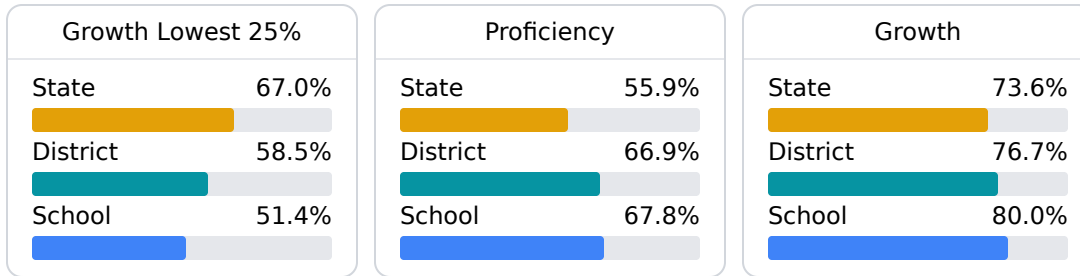 Growth Lowest 25%
State 67.0%
District 58.5%
School 51.4%
Proficiency
State 55.9%
District 66.9%
School 67.8%
Growth
State 73.6%
District 76.7%
School 80.0%